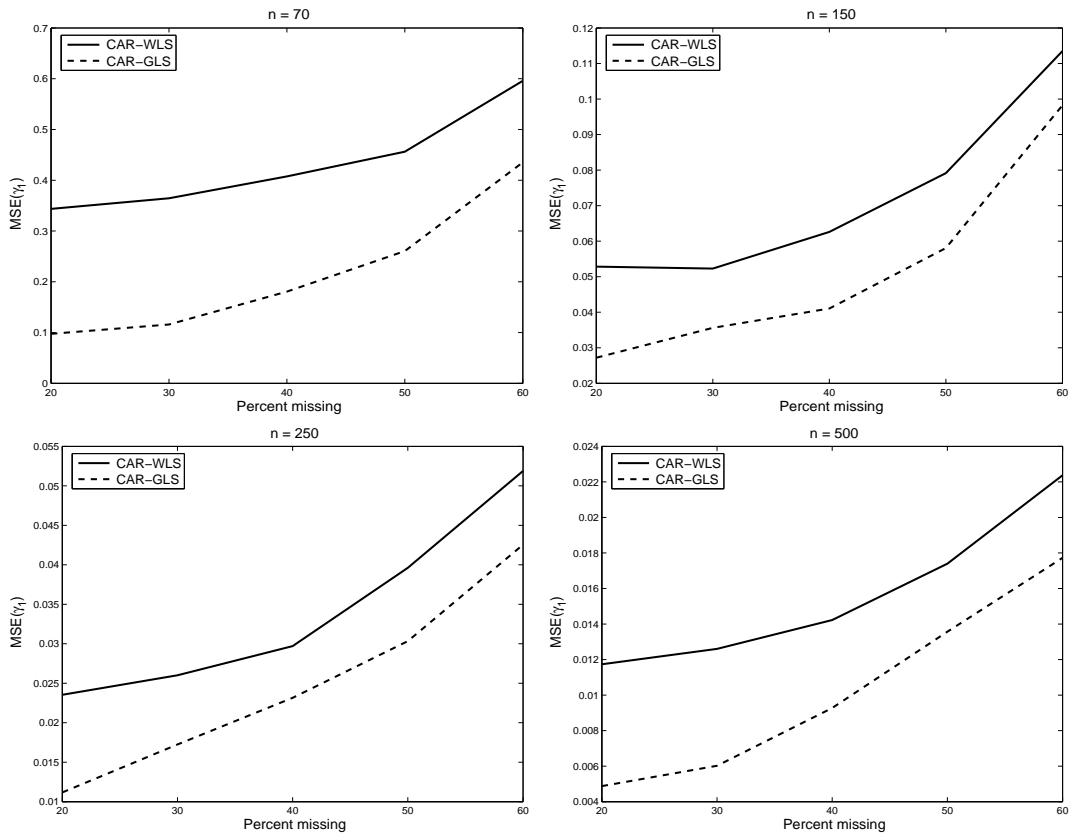 n = 70
CAR−WLS
CAR−GLS
0.7
0.6
0.5
0.4
0.3
0.2
0.1
0
MSE(γ1)
20 30 40 50 60
Percent missing
n = 150
CAR−WLS
CAR−GLS
0.12
0.11
0.1
0.09
0.08
0.07
0.06
0.05
0.04
0.03
0.02
MSE(γ1)
20 30 40 50 60
Percent missing
n = 250
CAR−WLS
CAR−GLS
0.055
0.05
0.045
0.04
0.035
0.03
0.025
0.02
0.015
0.01
MSE(γ1)
20 30 40 50 60
Percent missing
n = 500
CAR−WLS
CAR−GLS
0.024
0.022
0.02
0.018
0.016
0.014
0.012
0.01
0.008
0.006
0.004
MSE(γ1)
20 30 40 50 60
Percent missing